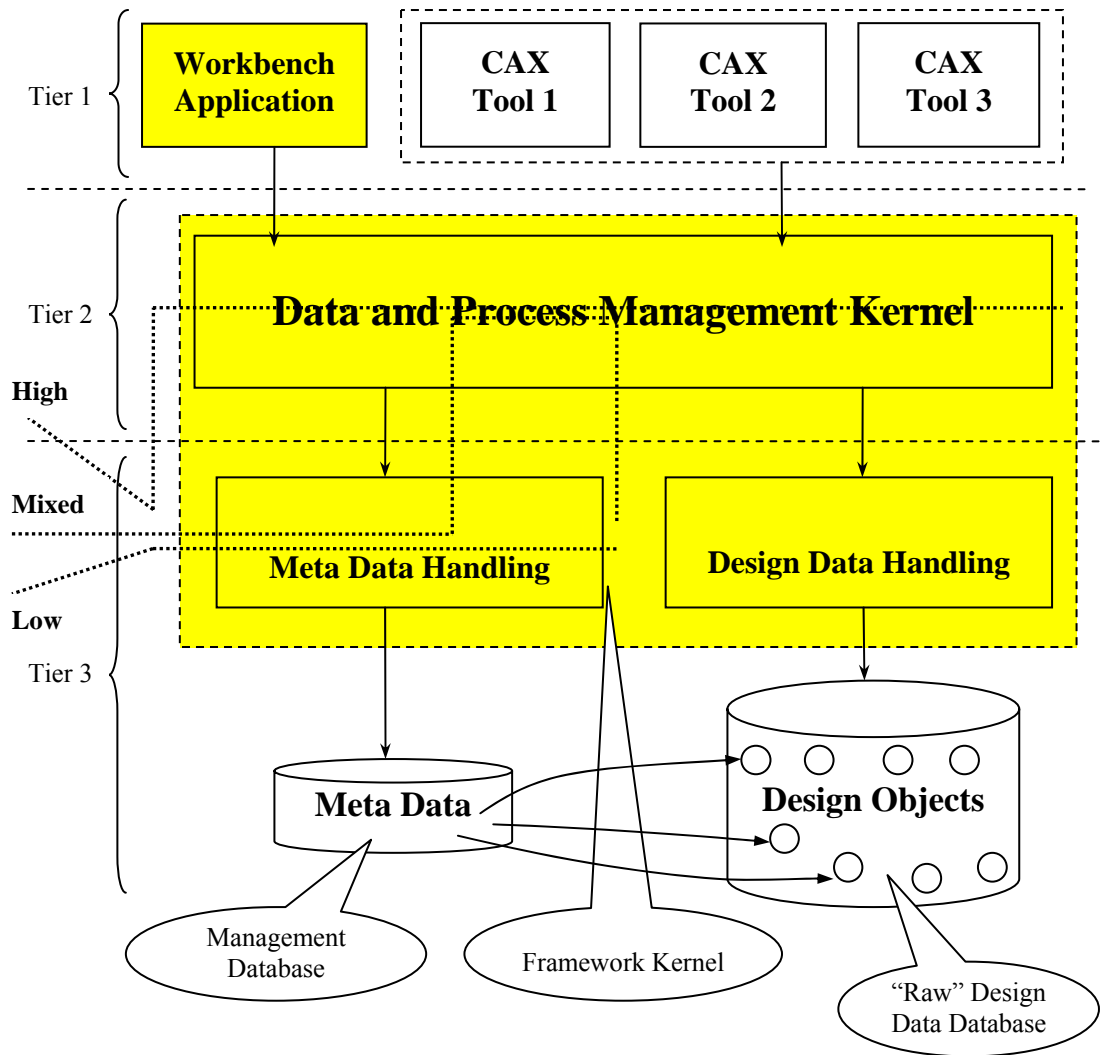 Workbench
Application
CAX
Tool 1
CAX
Tool 2
CAX
Tool 3
Tier 1
Data and Process Management Kernel
Tier 2
High
Mixed
Meta Data Handling
Design Data Handling
Low
Tier 3
Meta Data
Design Objects
Management
Database
Framework Kernel
“Raw” Design
Data Database